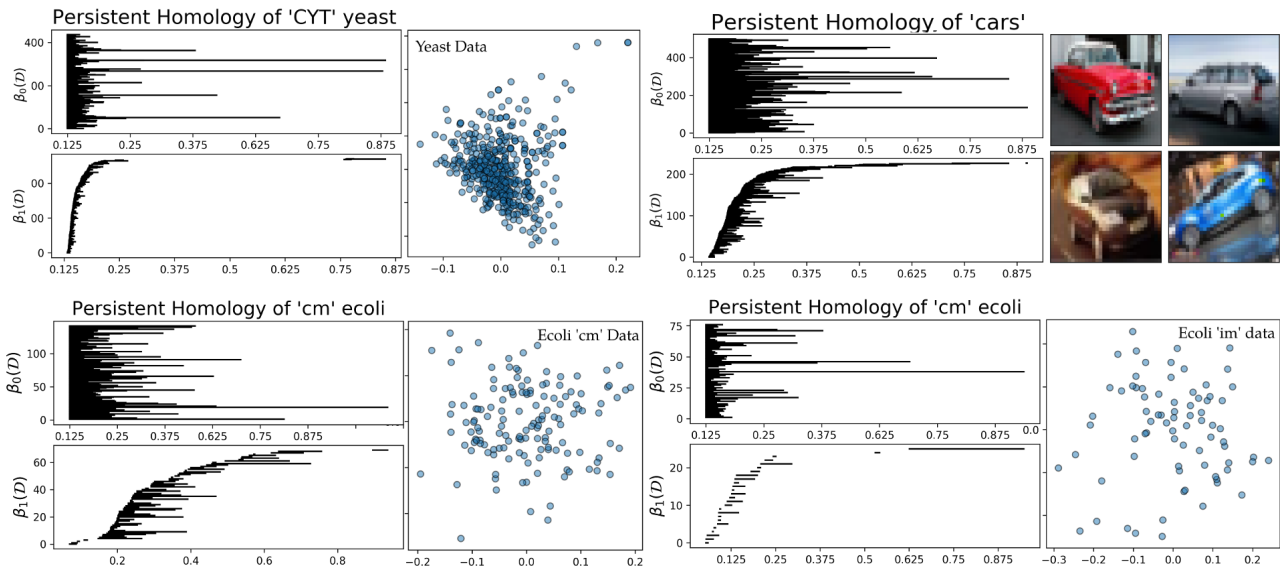 Persistent Homology of 'CYT' yeast
400
00
0
β₀(𝒟)
0.125 0.25 0.375 0.5 0.625 0.75 0.875
00
00
0
β₁(𝒟)
0.125 0.25 0.375 0.5 0.625 0.75 0.875
Yeast Data
−0.1 0.0 0.1 0.2
Persistent Homology of 'cars'
400
200
0
β₀(𝒟)
0.125 0.25 0.375 0.5 0.625 0.75 0.875
200
100
0
β₁(𝒟)
0.125 0.25 0.375 0.5 0.625 0.75 0.875
Persistent Homology of 'cm' ecoli
100
50
0
β₀(𝒟)
0.125 0.25 0.375 0.5 0.625 0.75 0.875
60
40
20
0
β₁(𝒟)
0.2 0.4 0.6 0.8
Ecoli 'cm' Data
−0.2 −0.1 0.0 0.1 0.2
Persistent Homology of 'cm' ecoli
75
50
25
0
β₀(𝒟)
0.125 0.25 0.375 0.5 0.625 0.75 0.875 0.0
20
10
0
β₁(𝒟)
0.125 0.25 0.375 0.5 0.625 0.75 0.875
Ecoli 'im' data
−0.3 −0.2 −0.1 0.0 0.1 0.2